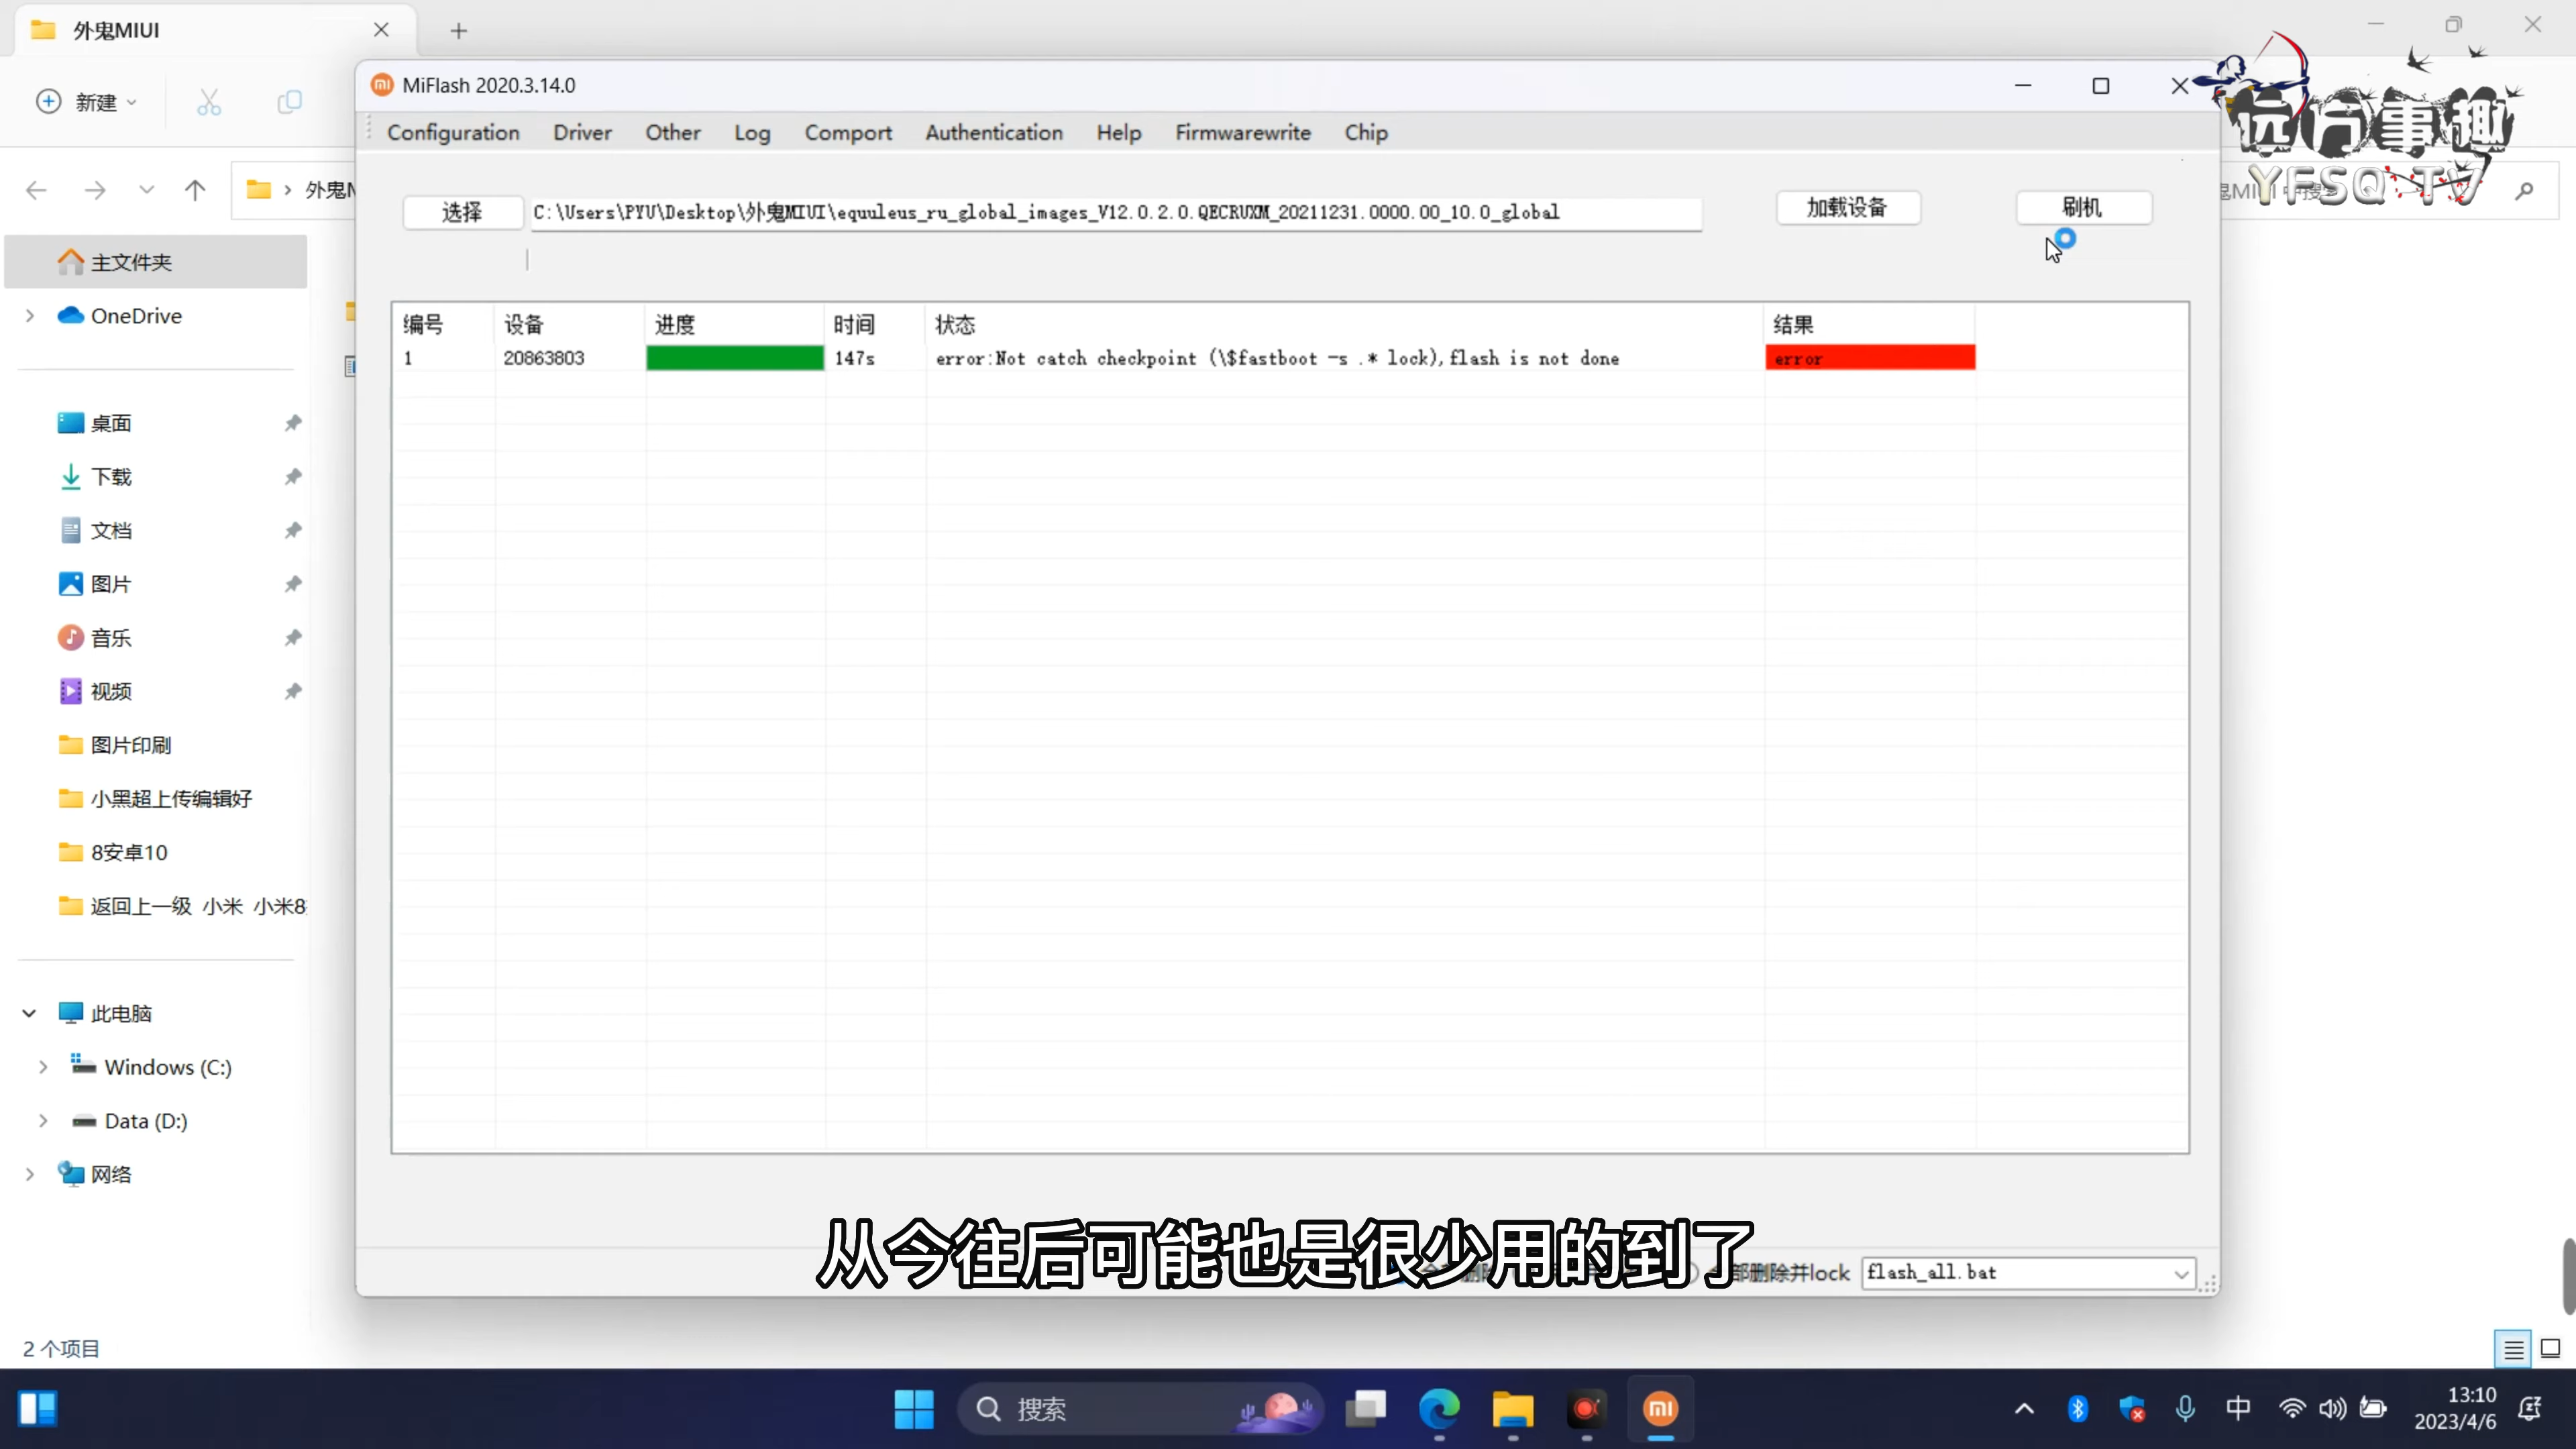 外鬼MIUI
新建
MiFlash 2020.3.14.0
远方事趣
YFSQ TV
Configuration Driver Other Log Comport Authentication Help Firmwarewrite Chip
选择
C:\Users\PYU\Desktop\外鬼MIUI\equuleus_ru_global_images_V12.0.2.0.QECRUXM_20211231.0000.00_10.0_global
加载设备
刷机
编号 设备 进度 时间 状态 结果
1 20863803 147s error:Not catch checkpoint (\$fastboot -s .* lock),flash is not done error
主文件夹
OneDrive
桌面
下载
文档
图片
音乐
视频
图片印刷
小黑超上传编辑好
8安卓10
返回上一级 小米 小米8
此电脑
Windows (C:)
Data (D:)
网络
从今往后可能也是很少用的到了
部删除并lock
flash_all.bat
2 个项目
搜索
中
13:10
2023/4/6